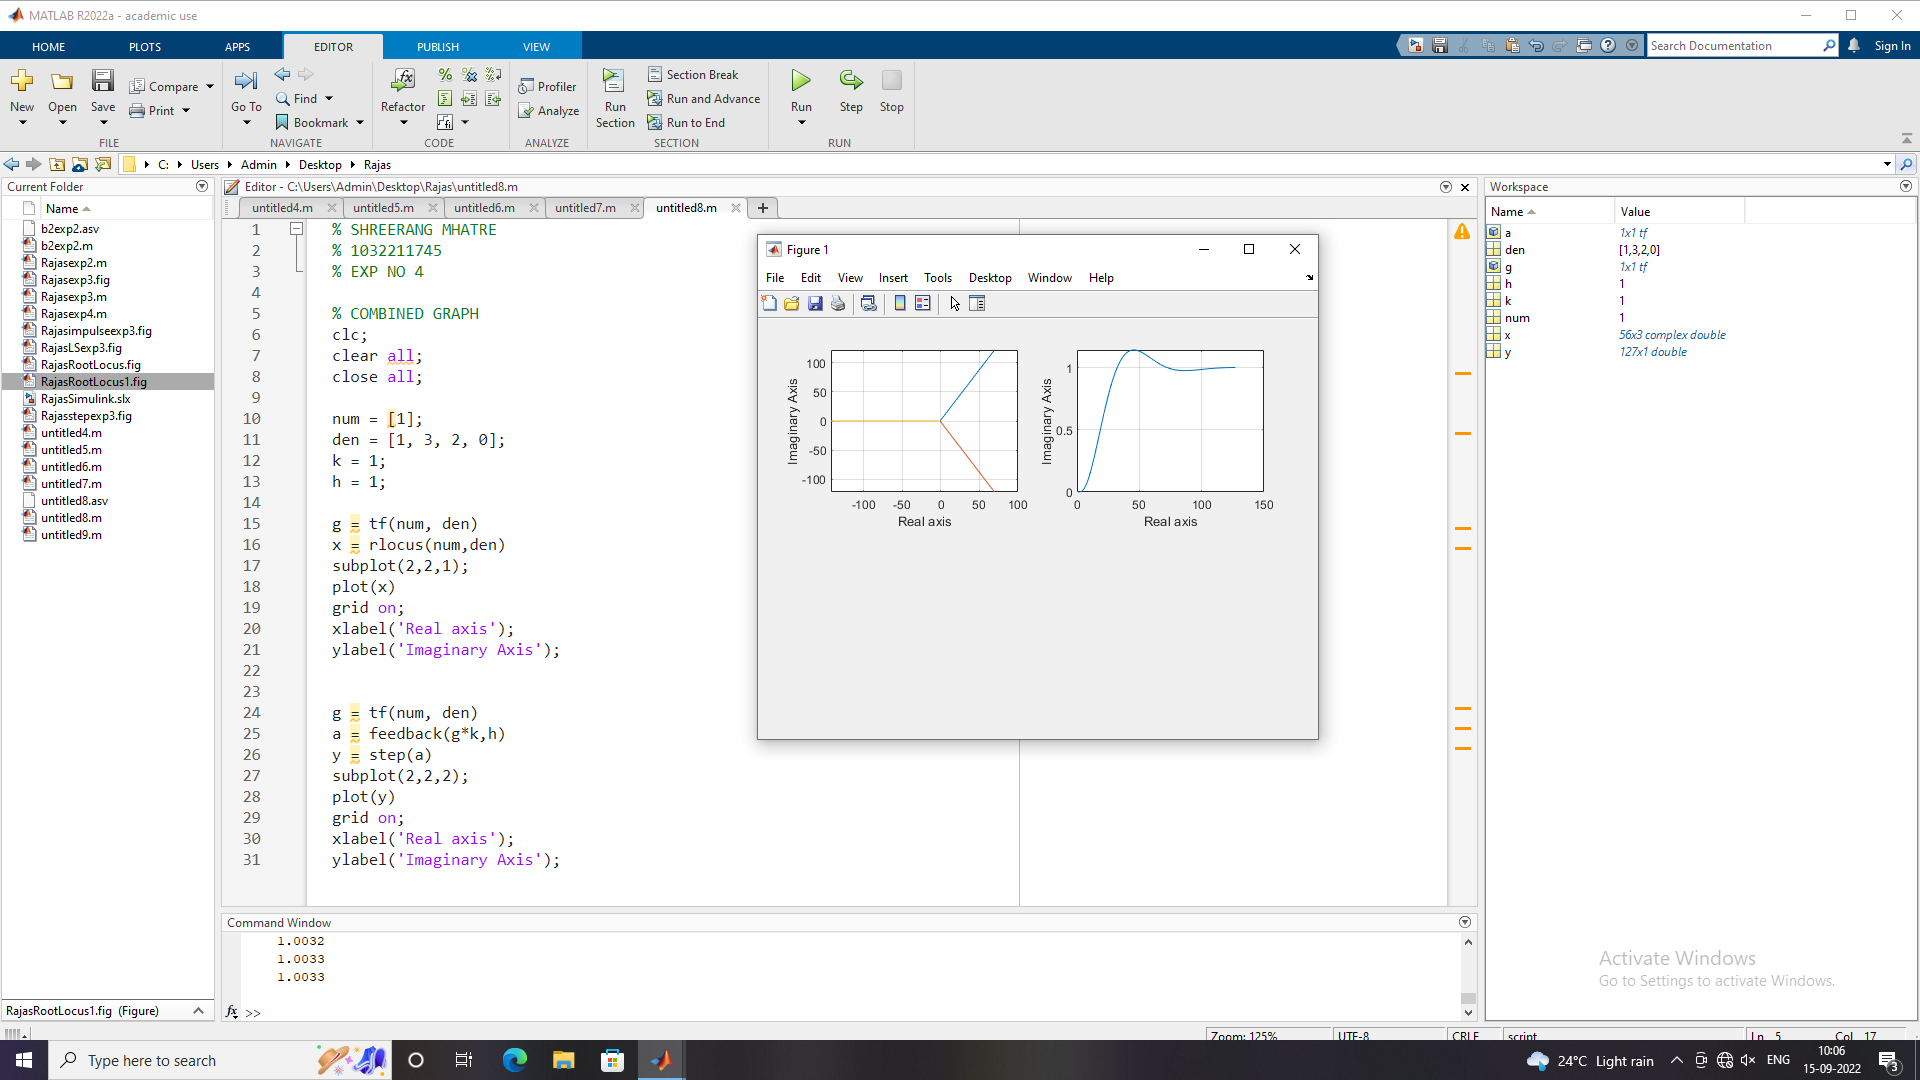 MATLAB R2022a - academic use
HOME PLOTS APPS EDITOR PUBLISH VIEW
Search Documentation
Sign In
New Open Save Compare Print
FILE
Go To Find Bookmark
NAVIGATE
Refactor
CODE
Profiler
Analyze
ANALYZE
Run Section
Section Break
Run and Advance
Run to End
SECTION
Run Step Stop
RUN
C: Users Admin Desktop Rajas
Current Folder
Name
b2exp2.asv
b2exp2.m
Rajasexp2.m
Rajasexp3.fig
Rajasexp3.m
Rajasexp4.m
Rajasimpulseexp3.fig
RajasLSexp3.fig
RajasRootLocus.fig
RajasRootLocus1.fig
RajasSimulink.slx
Rajasstepexp3.fig
untitled4.m
untitled5.m
untitled6.m
untitled7.m
untitled8.asv
untitled8.m
untitled9.m
RajasRootLocus1.fig (Figure)
Editor - C:\Users\Admin\Desktop\Rajas\untitled8.m
untitled4.m untitled5.m untitled6.m untitled7.m untitled8.m
1 % SHREERANG MHATRE
2 % 1032211745
3 % EXP NO 4
4
5 % COMBINED GRAPH
6 clc;
7 clear all;
8 close all;
9
10 num = [1];
11 den = [1, 3, 2, 0];
12 k = 1;
13 h = 1;
14
15 g = tf(num, den)
16 x = rlocus(num,den)
17 subplot(2,2,1);
18 plot(x)
19 grid on;
20 xlabel('Real axis');
21 ylabel('Imaginary Axis');
22
23
24 g = tf(num, den)
25 a = feedback(g*k,h)
26 y = step(a)
27 subplot(2,2,2);
28 plot(y)
29 grid on;
30 xlabel('Real axis');
31 ylabel('Imaginary Axis');
Figure 1
File Edit View Insert Tools Desktop Window Help
Imaginary Axis
100
50
0
-50
-100
-100 -50 0 50 100
Real axis
Imaginary Axis
1
0.5
0
0 50 100 150
Real axis
Command Window
1.0032
1.0033
1.0033
fx >>
Workspace
Name Value
a 1x1 tf
den [1,3,2,0]
g 1x1 tf
h 1
k 1
num 1
x 56x3 complex double
y 127x1 double
Activate Windows
Go to Settings to activate Windows.
Zoom: 125% UTF-8 CRLF script Ln 5 Col 17
Type here to search
24°C Light rain
ENG
10:06
15-09-2022
3